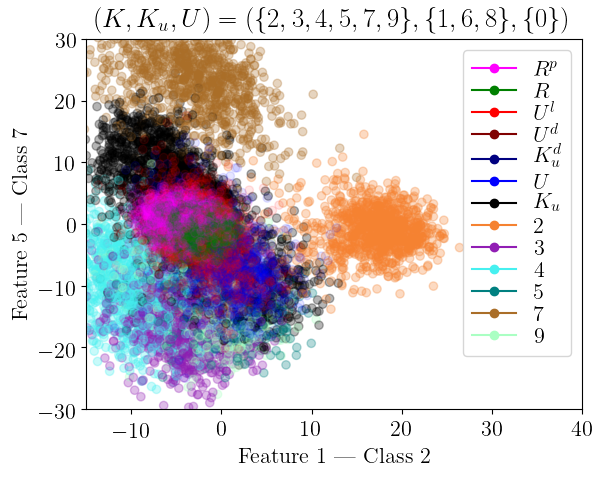 (K, K_u, U) = ({2, 3, 4, 5, 7, 9}, {1, 6, 8}, {0})
30
20
10
0
−10
−20
−30
Feature 5 — Class 7
R^p
R
U^l
U^d
K_u^d
U
K_u
2
3
4
5
7
9
−10
0
10
20
30
40
Feature 1 — Class 2